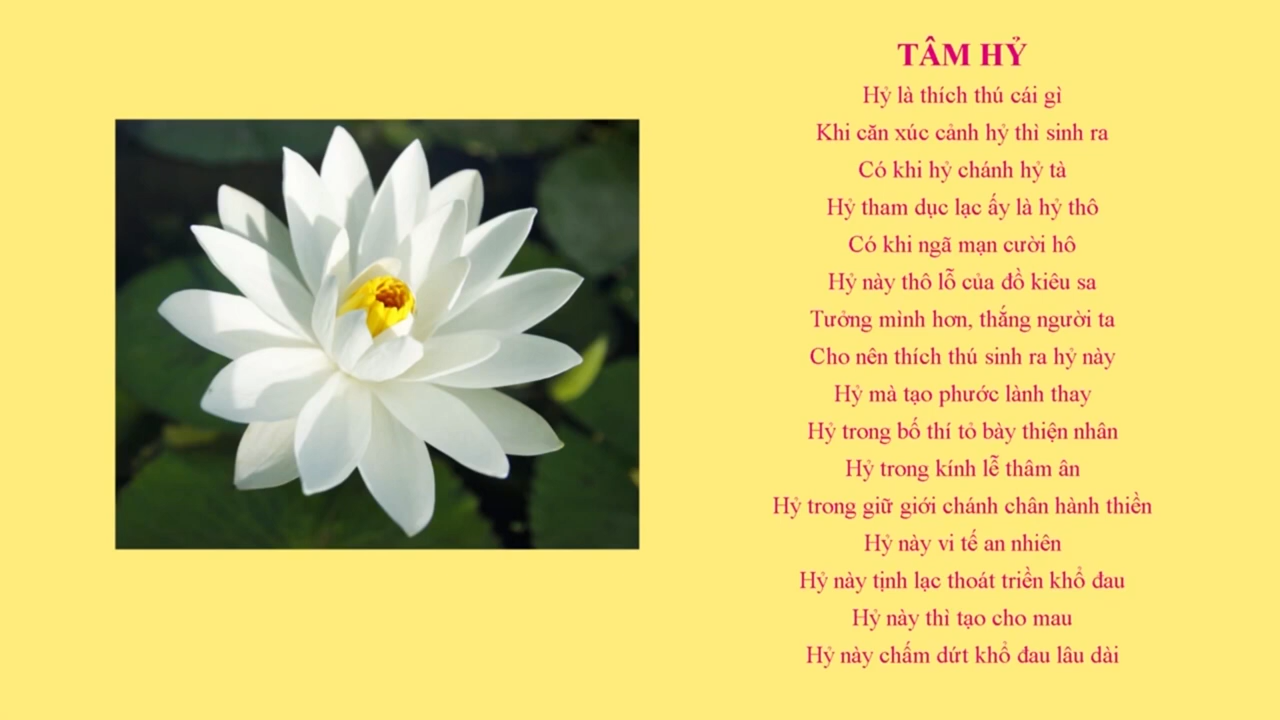 TÂM HỶ
Hỷ là thích thú cái gì
Khi căn xúc cảnh hỷ thì sinh ra
Có khi hỷ chánh hỷ tà
Hỷ tham dục lạc ấy là hỷ thô
Có khi ngã mạn cười hô
Hỷ này thô lỗ của đồ kiêu sa
Tưởng mình hơn, thắng người ta
Cho nên thích thú sinh ra hỷ này
Hỷ mà tạo phước lành thay
Hỷ trong bố thí tỏ bày thiện nhân
Hỷ trong kính lễ thâm ân
Hỷ trong giữ giới chánh chân hành thiền
Hỷ này vi tế an nhiên
Hỷ này tịnh lạc thoát triền khổ đau
Hỷ này thì tạo cho mau
Hỷ này chấm dứt khổ đau lâu dài